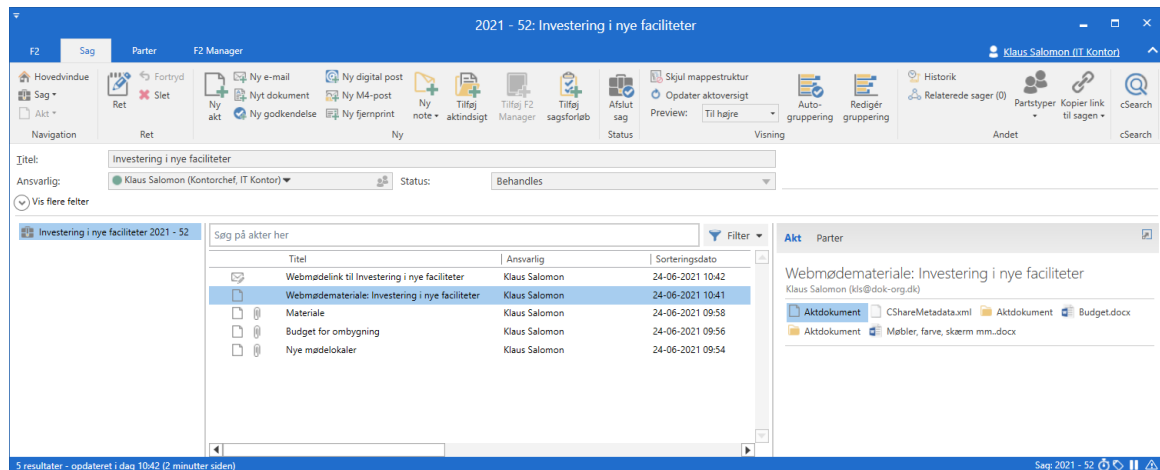 2021 - 52: Investering i nye faciliteter
F2 Sag Parter F2 Manager Klaus Salomon (IT Kontor)
Hovedvindue
Sag
Akt
Navigation
Ret
Fortryd
Slet
Ret
Ny akt
Ny e-mail
Nyt dokument
Ny godkendelse
Ny digital post
Ny M4-post
Ny fjernprint
Ny note
Tilføj aktindsigt
Tilføj F2 Manager
Tilføj sagsforløb
Ny
Afslut sag
Status
Skjul mappestruktur
Opdater aktoversigt
Preview: Til højre
Auto-gruppering
Redigér gruppering
Visning
Historik
Relaterede sager (0)
Partstyper
Kopier link til sagen
Andet
cSearch
cSearch
Titel: Investering i nye faciliteter
Ansvarlig: Klaus Salomon (Kontorchef, IT Kontor) Status: Behandles
Vis flere felter
Investering i nye faciliteter 2021 - 52
Søg på akter her Filter
Titel Ansvarlig Sorteringsdato
Webmødelink til Investering i nye faciliteter Klaus Salomon 24-06-2021 10:42
Webmødemateriale: Investering i nye faciliteter Klaus Salomon 24-06-2021 10:41
Materiale Klaus Salomon 24-06-2021 09:58
Budget for ombygning Klaus Salomon 24-06-2021 09:56
Nye mødelokaler Klaus Salomon 24-06-2021 09:54
Akt Parter
Webmødemateriale: Investering i nye faciliteter
Klaus Salomon (kls@dok-org.dk)
Aktdokument CShareMetadata.xml Aktdokument Budget.docx
Aktdokument Møbler, farve, skærm mm..docx
5 resultater - opdateret i dag 10:42 (2 minutter siden) Sag: 2021 - 52